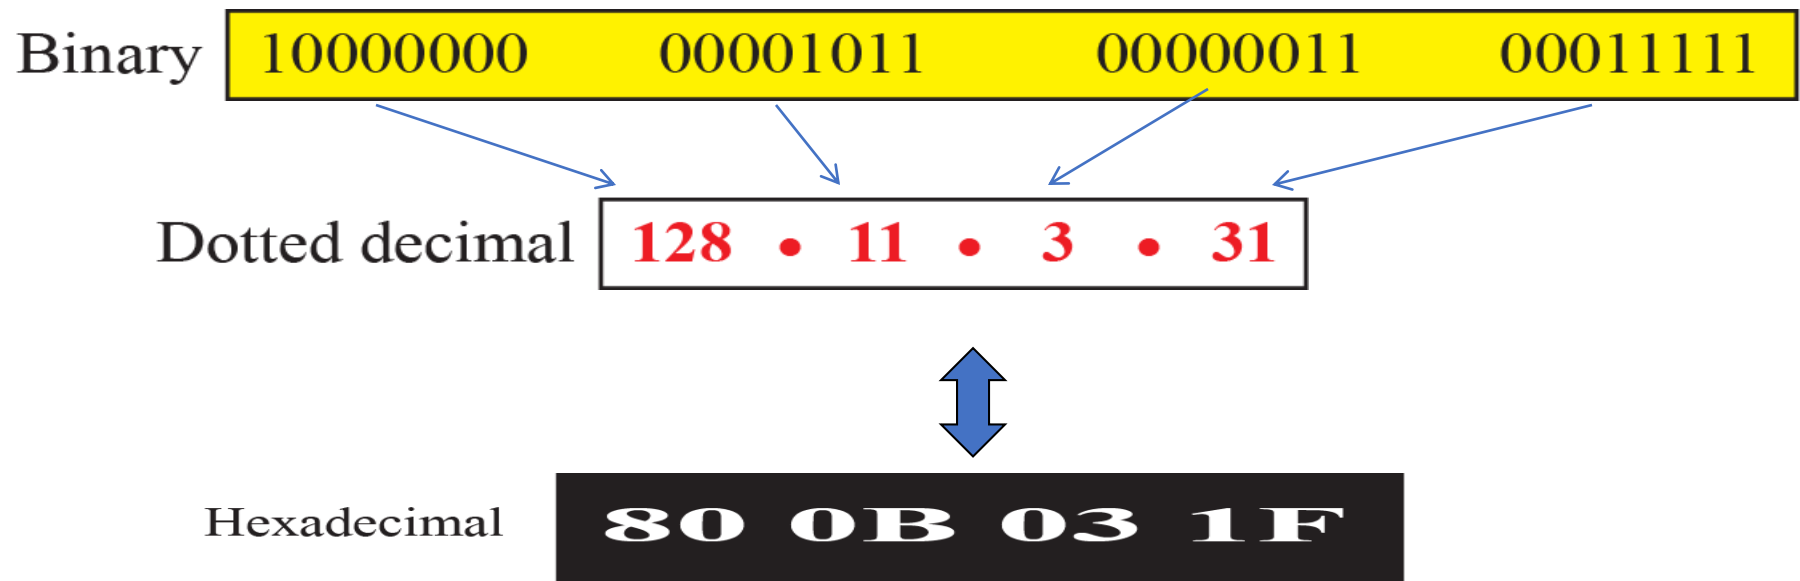 Binary 10000000 00001011 00000011 00011111
Dotted decimal 128 • 11 • 3 • 31
Hexadecimal 80 0B 03 1F